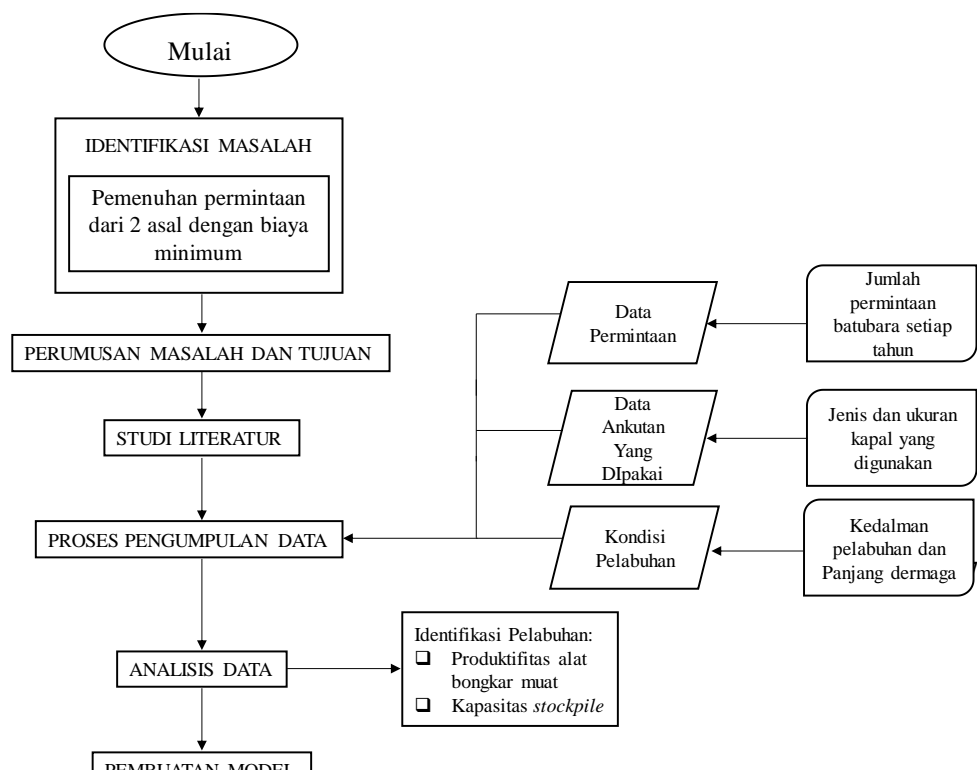 Mulai
IDENTIFIKASI MASALAH
Pemenuhan permintaan
dari 2 asal dengan biaya
minimum
PERUMUSAN MASALAH DAN TUJUAN
STUDI LITERATUR
PROSES PENGUMPULAN DATA
Data
Permintaan
Jumlah
permintaan
batubara setiap
tahun
Data
Ankutan
Yang
DIpakai
Jenis dan ukuran
kapal yang
digunakan
Kondisi
Pelabuhan
Kedalman
pelabuhan dan
Panjang dermaga
ANALISIS DATA
Identifikasi Pelabuhan:
❑ Produktifitas alat
bongkar muat
❑ Kapasitas stockpile
PEMBUATAN MODEL